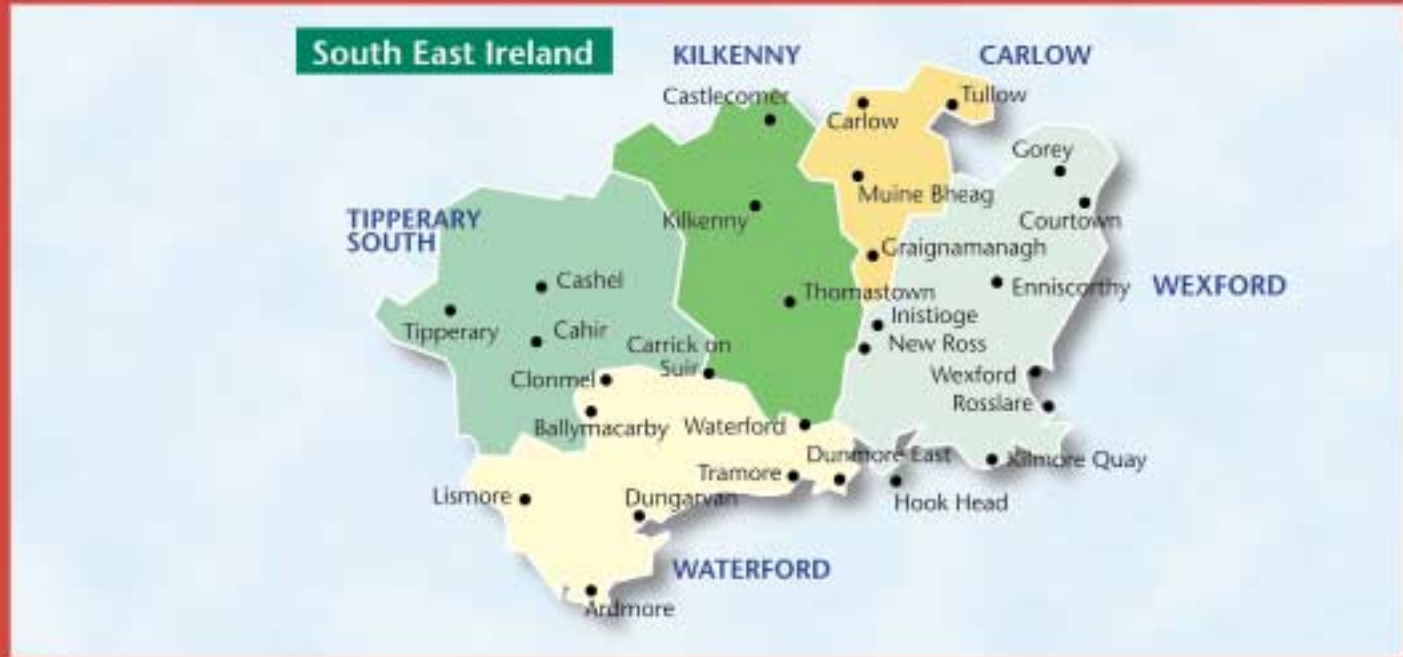 South East Ireland
KILKENNY
CARLOW
Castlecomer
Tullow
Carlow
Gorey
Muine Bheag
TIPPERARY
SOUTH
Kilkenny
Courtown
Graignamanagh
Cashel
Enniscorthy
WEXFORD
Thomastown
Inistioge
Tipperary
Cahir
New Ross
Carrick on
Suir
Clonmel
Wexford
Rosslare
Ballymacarby
Waterford
Dunmore East
Kilmore Quay
Tramore
Lismore
Dungarvan
Hook Head
WATERFORD
Ardmore